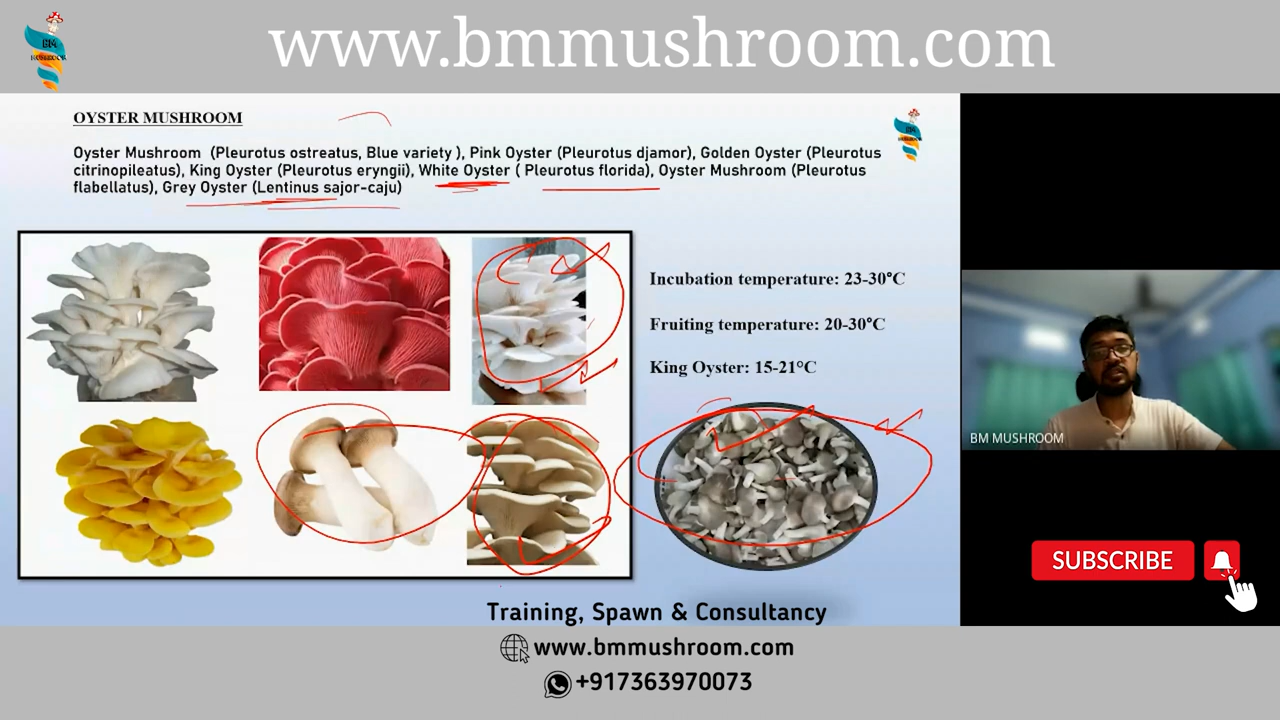 www.bmmushroom.com
BM
MUSHROOM
OYSTER MUSHROOM
Oyster Mushroom (Pleurotus ostreatus, Blue variety ), Pink Oyster (Pleurotus djamor), Golden Oyster (Pleurotus
citrinopileatus), King Oyster (Pleurotus eryngii), White Oyster ( Pleurotus florida), Oyster Mushroom (Pleurotus
flabellatus), Grey Oyster (Lentinus sajor-caju)
Incubation temperature: 23-30°C
Fruiting temperature: 20-30°C
King Oyster: 15-21°C
BM MUSHROOM
SUBSCRIBE
Training, Spawn & Consultancy
www.bmmushroom.com
+917363970073